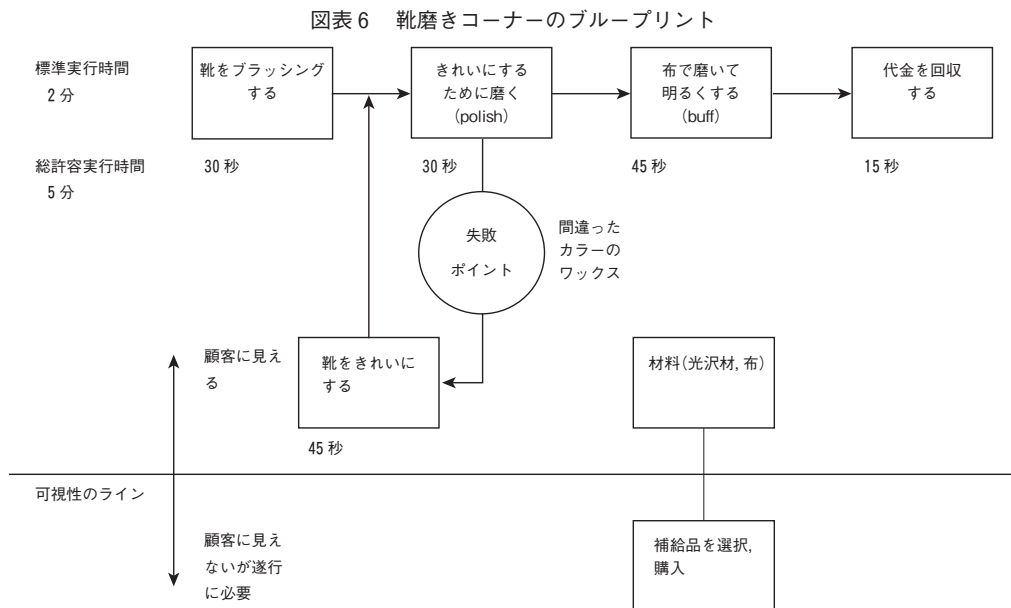 図表6 靴磨きコーナーのブループリント
標準実行時間
2分
靴をブラッシング
する
きれいにする
ために磨く
(polish)
布で磨いて
明るくする
(buff)
代金を回収
する
総許容実行時間
5分
30秒
30秒
45秒
15秒
失敗
ポイント
間違った
カラーの
ワックス
顧客に見え
る
靴をきれいに
する
材料(光沢材,布)
45秒
可視性のライン
顧客に見え
ないが遂行
に必要
補給品を選択,
購入